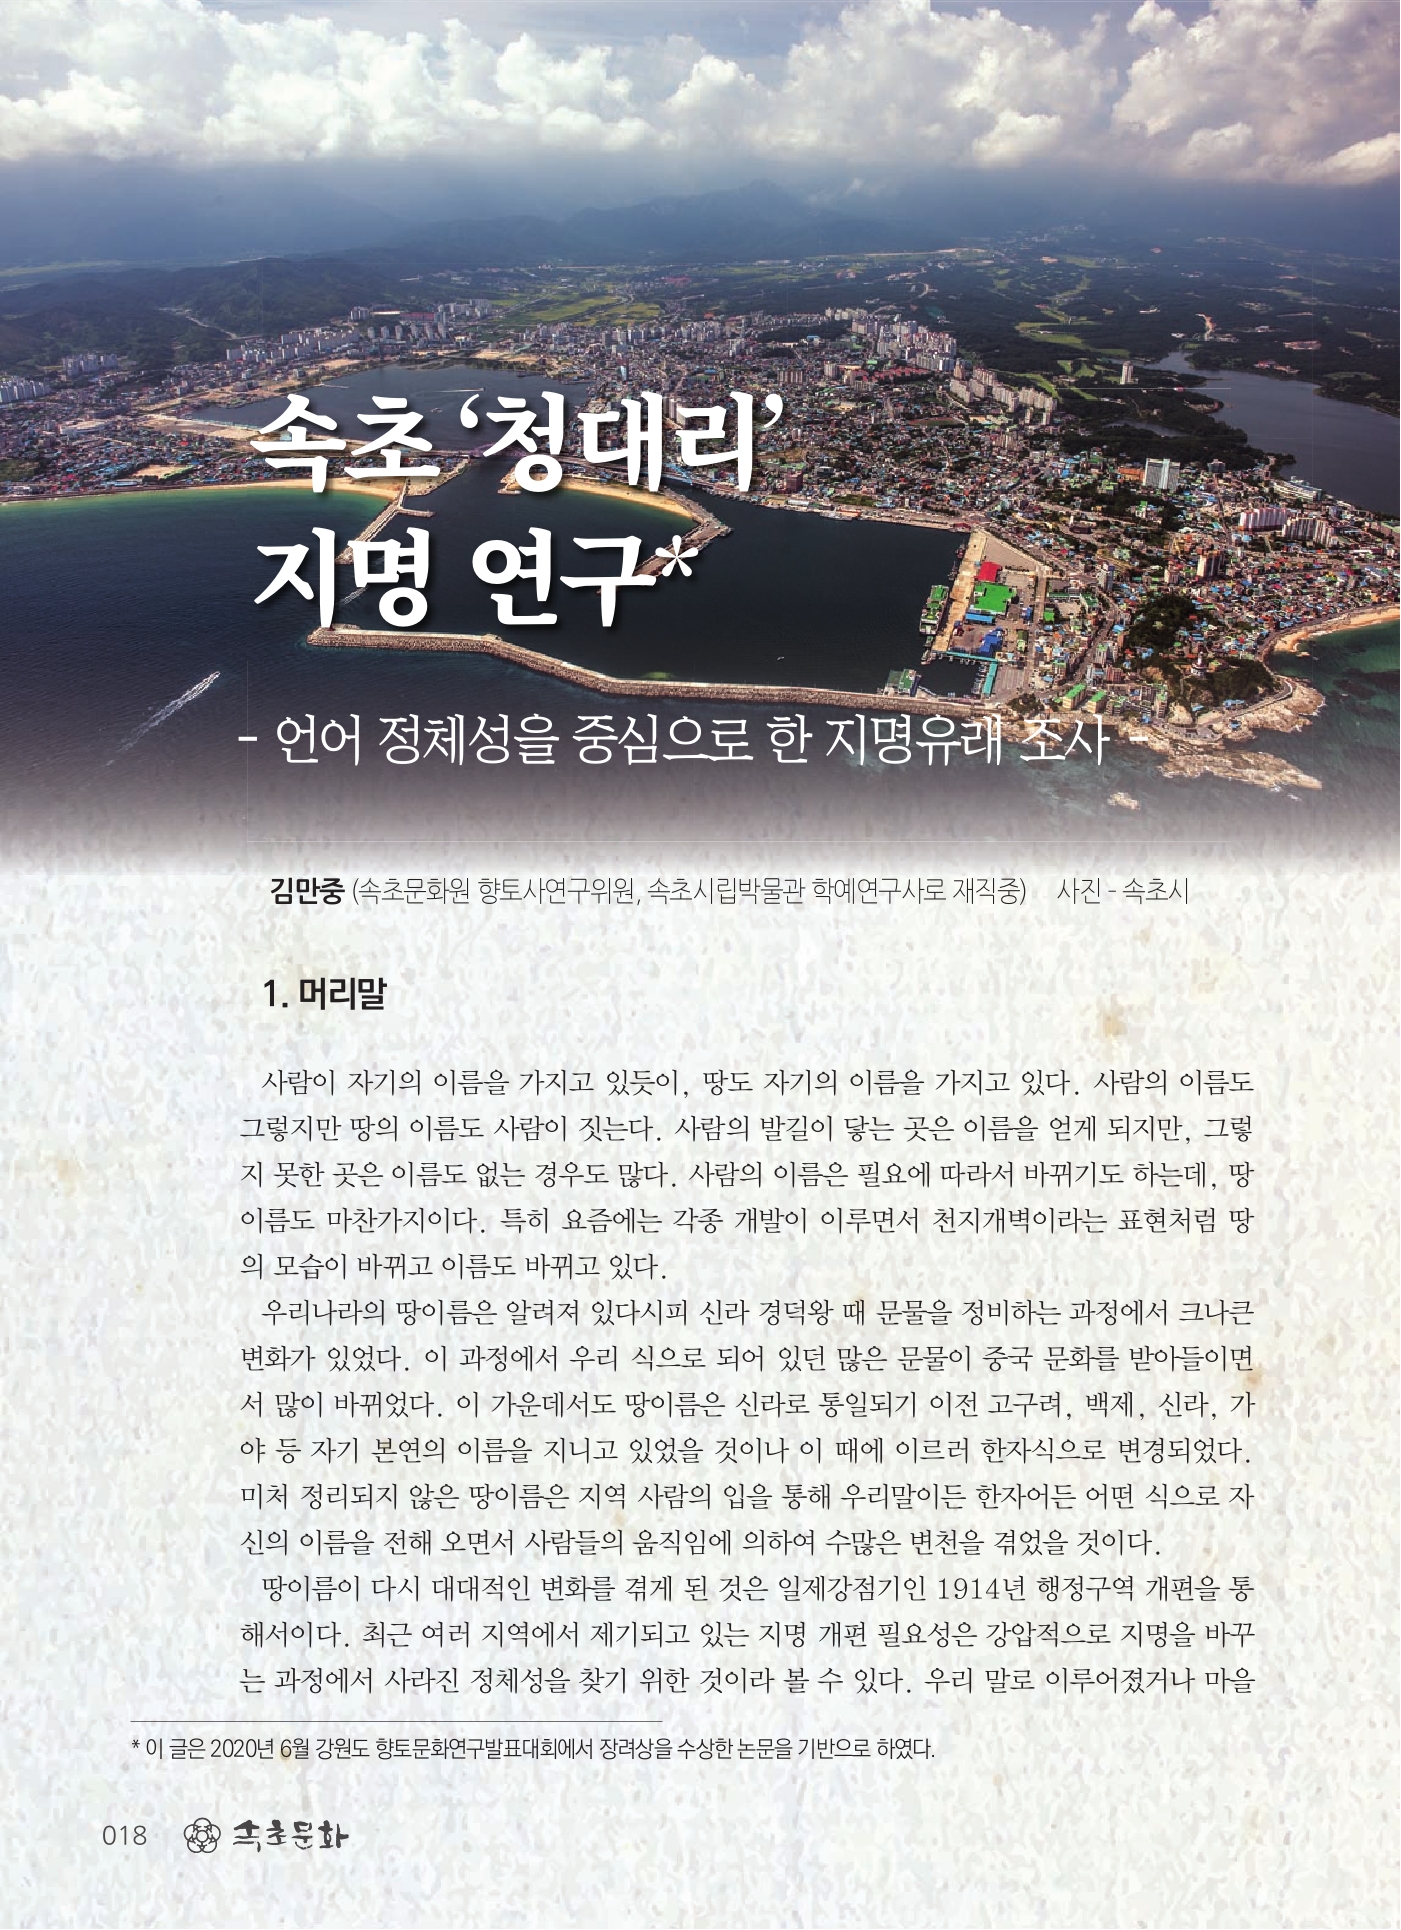 속초 ‘청대리’
지명 연구*
- 언어 정체성을 중심으로 한 지명유래 조사 -
김만중 (속초문화원 향토사연구위원, 속초시립박물관 학예연구사로 재직중) 사진 - 속초시
1. 머리말
사람이 자기의 이름을 가지고 있듯이, 땅도 자기의 이름을 가지고 있다. 사람의 이름도
그렇지만 땅의 이름도 사람이 짓는다. 사람의 발길이 닿는 곳은 이름을 얻게 되지만, 그렇
지 못한 곳은 이름도 없는 경우도 많다. 사람의 이름은 필요에 따라서 바뀌기도 하는데, 땅
이름도 마찬가지이다. 특히 요즘에는 각종 개발이 이루면서 천지개벽이라는 표현처럼 땅
의 모습이 바뀌고 이름도 바뀌고 있다.
우리나라의 땅이름은 알려져 있다시피 신라 경덕왕 때 문물을 정비하는 과정에서 크나큰
변화가 있었다. 이 과정에서 우리 식으로 되어 있던 많은 문물이 중국 문화를 받아들이면
서 많이 바뀌었다. 이 가운데서도 땅이름은 신라로 통일되기 이전 고구려, 백제, 신라, 가
야 등 자기 본연의 이름을 지니고 있었을 것이나 이 때에 이르러 한자식으로 변경되었다.
미처 정리되지 않은 땅이름은 지역 사람의 입을 통해 우리말이든 한자어든 어떤 식으로 자
신의 이름을 전해 오면서 사람들의 움직임에 의하여 수많은 변천을 겪었을 것이다.
땅이름이 다시 대대적인 변화를 겪게 된 것은 일제강점기인 1914년 행정구역 개편을 통
해서이다. 최근 여러 지역에서 제기되고 있는 지명 개편 필요성은 강압적으로 지명을 바꾸
는 과정에서 사라진 정체성을 찾기 위한 것이라 볼 수 있다. 우리 말로 이루어졌거나 마을
* 이 글은 2020년 6월 강원도 향토문화연구발표대회에서 장려상을 수상한 논문을 기반으로 하였다.
018 속초문화